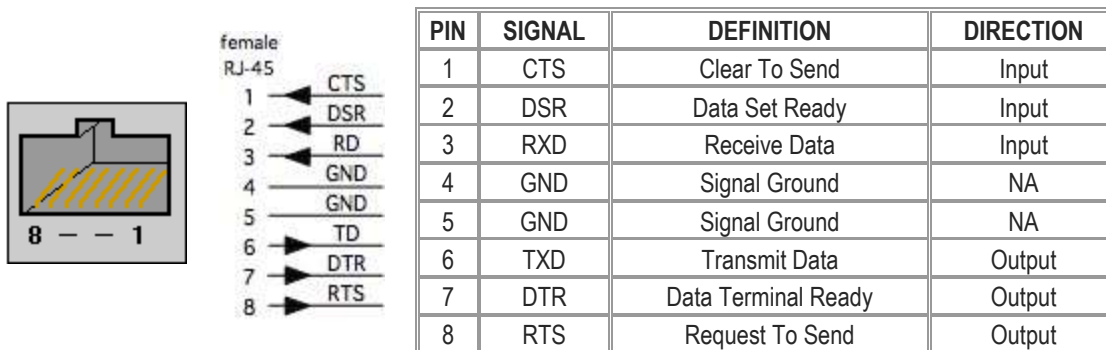 female
RJ-45
1 CTS
2 DSR
3 RD
4 GND
5 GND
6 TD
7 DTR
8 RTS
8 - - 1
PIN SIGNAL DEFINITION DIRECTION
1 CTS Clear To Send Input
2 DSR Data Set Ready Input
3 RXD Receive Data Input
4 GND Signal Ground NA
5 GND Signal Ground NA
6 TXD Transmit Data Output
7 DTR Data Terminal Ready Output
8 RTS Request To Send Output